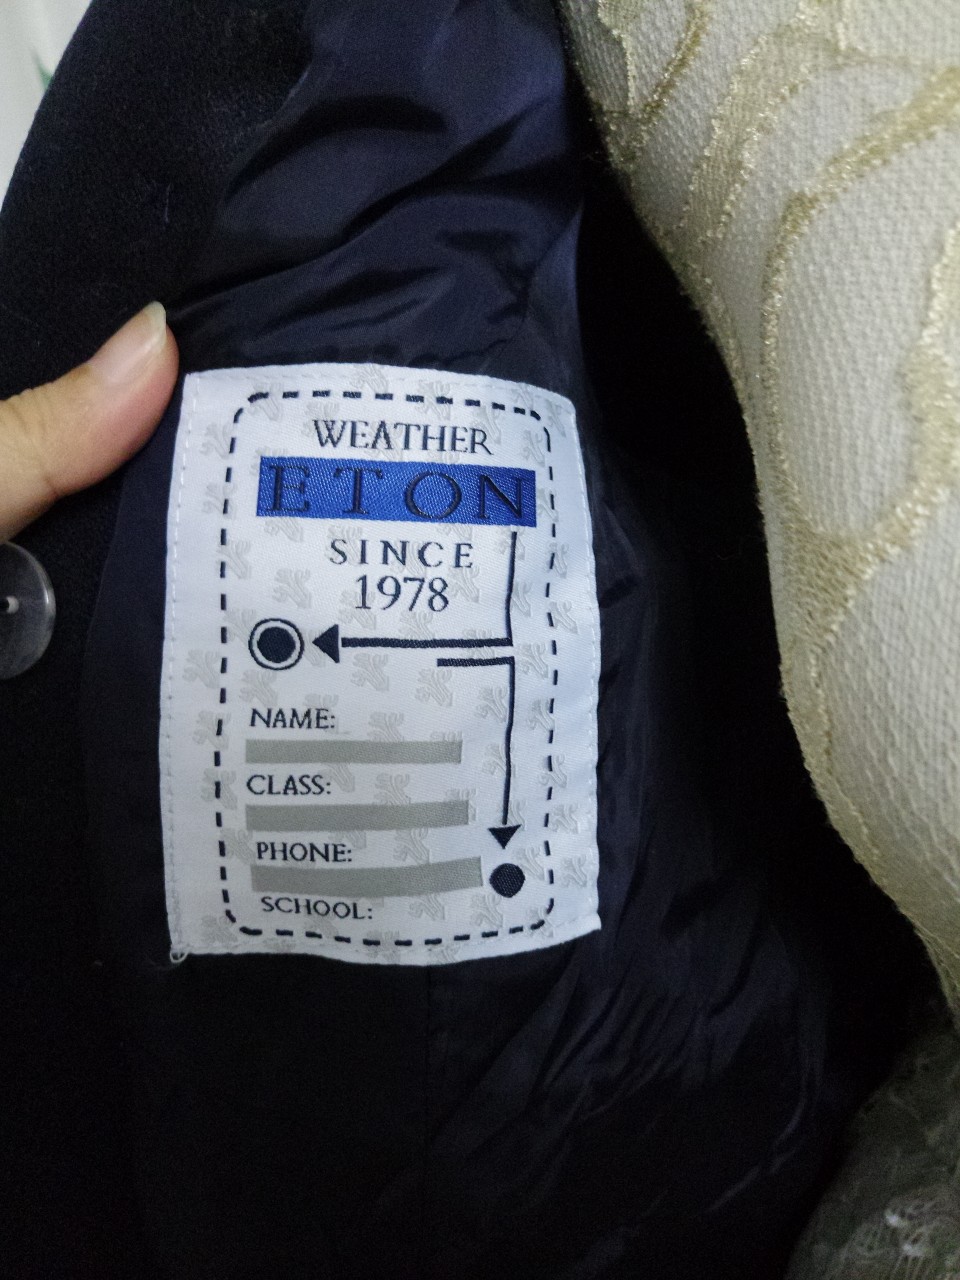 WEATHER
ETON
SINCE
1978
NAME:
CLASS:
PHONE:
SCHOOL: